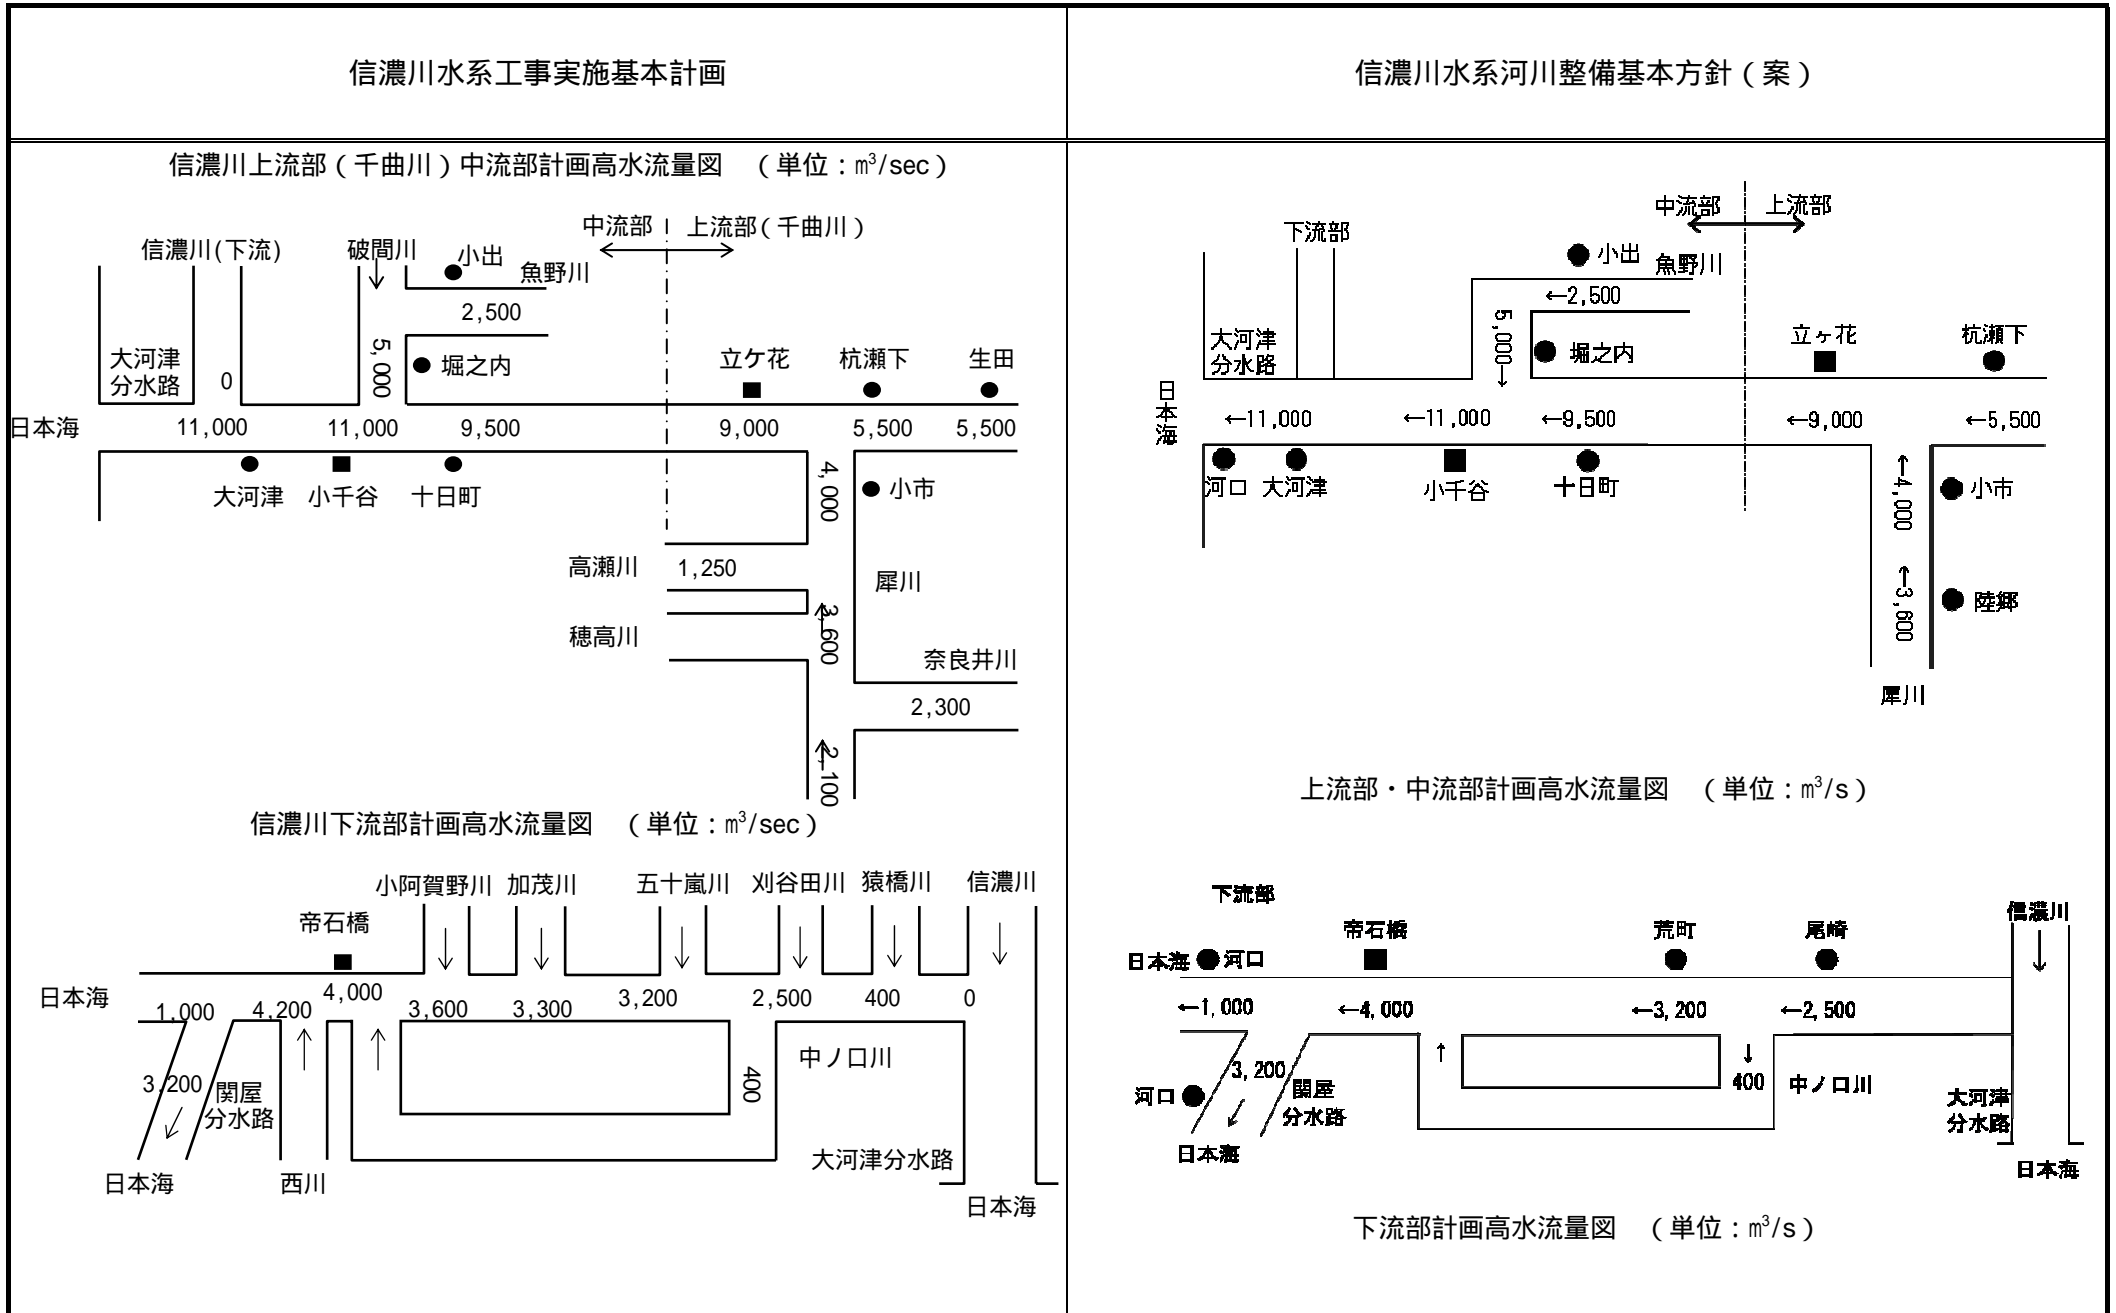 信濃川水系工事実施基本計画
信濃川水系河川整備基本方針(案)
信濃川上流部(千曲川)中流部計画高水流量図 (単位:㎥/sec)
中流部 上流部(千曲川)
信濃川(下流) 破間川 小出 魚野川
2,500
大河津
分水路
0
5,000
堀之内
立ケ花 杭瀬下 生田
日本海
11,000 11,000 9,500 9,000 5,500 5,500
大河津 小千谷 十日町
4,000
小市
高瀬川 1,250
犀川
穂高川
3,600
奈良井川
2,300
2,100
信濃川下流部計画高水流量図 (単位:㎥/sec)
小阿賀野川 加茂川 五十嵐川 刈谷田川 猿橋川 信濃川
帝石橋
日本海
1,000 4,200 4,000 3,600 3,300 3,200 2,500 400 0
3,200
関屋
分水路
400
中ノ口川
大河津分水路
日本海 西川 日本海
中流部 上流部
下流部
小出 魚野川
←2,500
5,000→
大河津
分水路
堀之内
立ヶ花 杭瀬下
日本海
←11,000 ←11,000 ←9,500 ←9,000 ←5,500
河口 大河津 小千谷 十日町
←4,000
小市
←3,600
陸郷
犀川
上流部・中流部計画高水流量図 (単位:㎥/s)
下流部
信濃川
帝石橋 荒町 尾崎
日本海 河口
←1,000 ←4,000 ←3,200 ←2,500
↑
↓
3,200
400
関屋
分水路
中ノ口川
河口
大河津
分水路
日本海
日本海
下流部計画高水流量図 (単位:㎥/s)